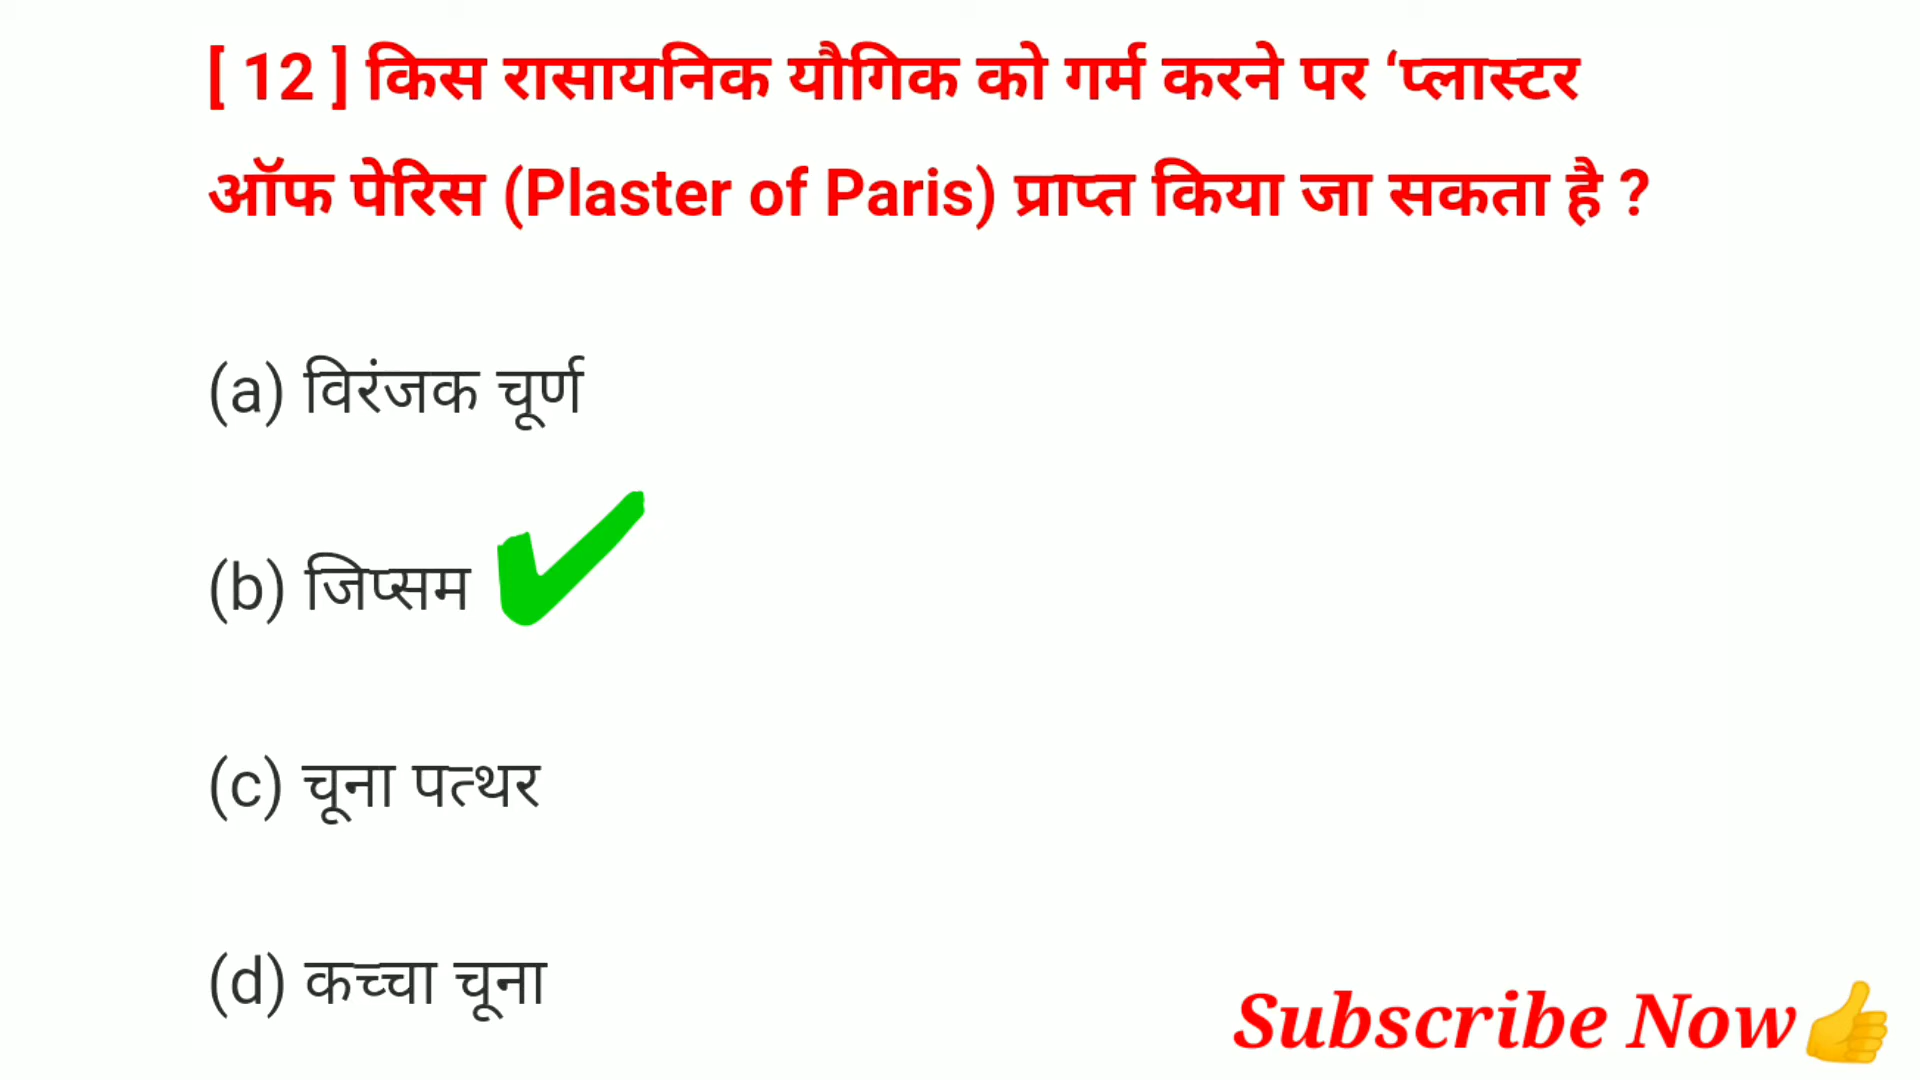 [ 12 ] किस रासायनिक यौगिक को गर्म करने पर ‘प्लास्टर
ऑफ पेरिस (Plaster of Paris) प्राप्त किया जा सकता है ?
(a) विरंजक चूर्ण
(b) जिप्सम
(c) चूना पत्थर
(d) कच्चा चूना
Subscribe Now